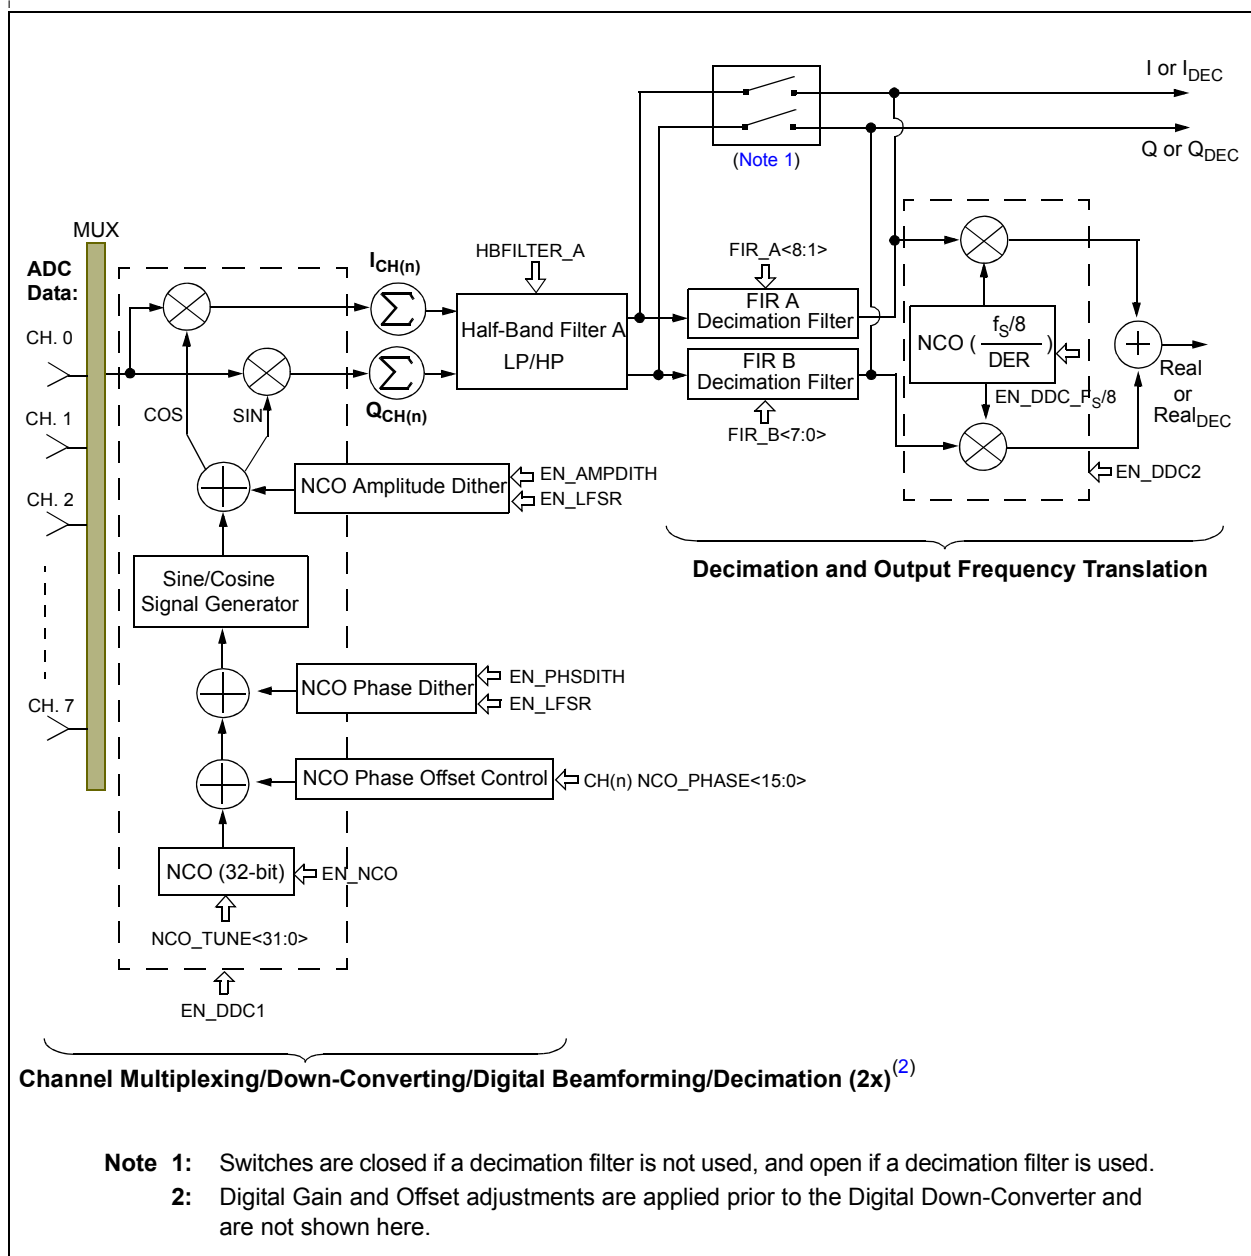 I or I_DEC
Q or Q_DEC
(Note 1)
MUX
ADC
Data:
CH. 0
CH. 1
CH. 2
CH. 7
I_CH(n)
Q_CH(n)
HBFILTER_A
Half-Band Filter A
LP/HP
FIR_A<8:1>
FIR A
Decimation Filter
FIR B
Decimation Filter
FIR_B<7:0>
NCO ( f_S/8
DER )
EN_DDC_F_S/8
Real
or
Real_DEC
EN_DDC2
COS
SIN
NCO Amplitude Dither
EN_AMPDITH
EN_LFSR
Sine/Cosine
Signal Generator
Decimation and Output Frequency Translation
NCO Phase Dither
EN_PHSDITH
EN_LFSR
NCO Phase Offset Control
CH(n) NCO_PHASE<15:0>
NCO (32-bit)
EN_NCO
NCO_TUNE<31:0>
EN_DDC1
Channel Multiplexing/Down-Converting/Digital Beamforming/Decimation (2x)(2)
Note 1: Switches are closed if a decimation filter is not used, and open if a decimation filter is used.
2: Digital Gain and Offset adjustments are applied prior to the Digital Down-Converter and
are not shown here.